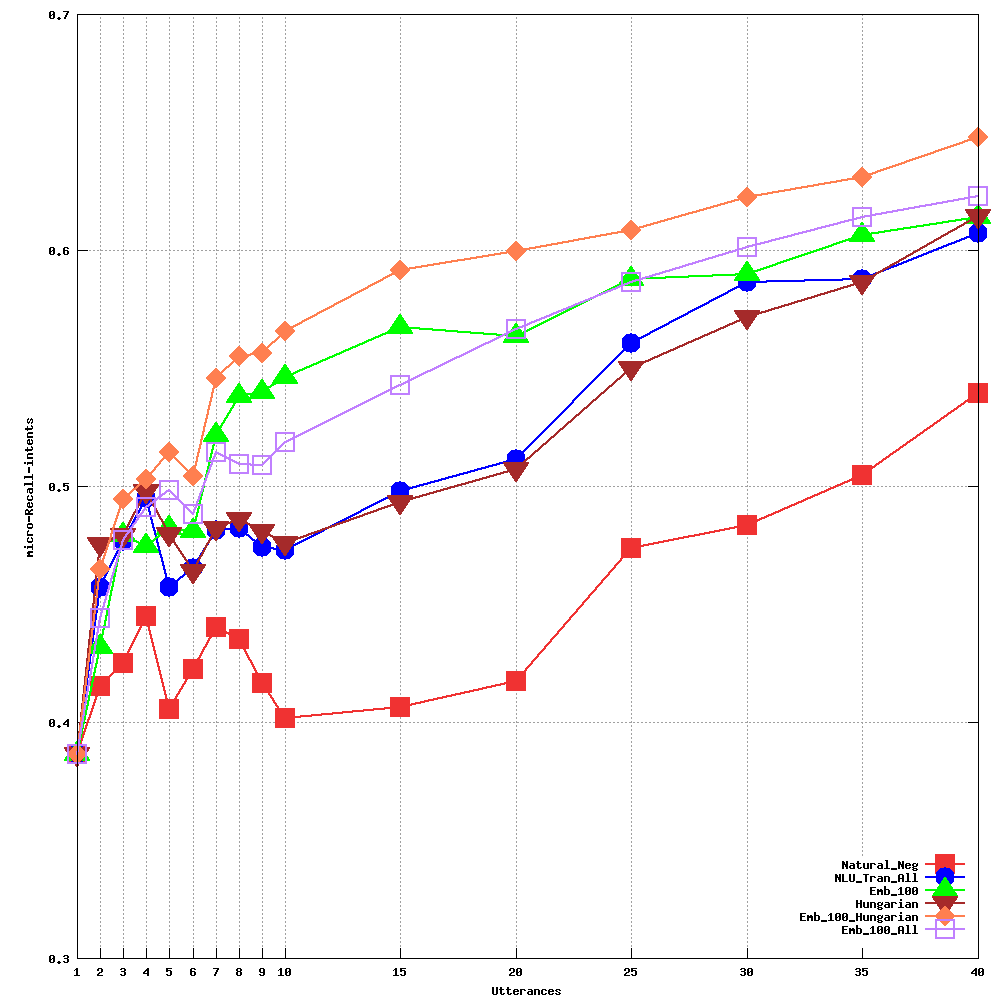 0.7
0.6
0.5
0.4
0.3
micro-Recall-intents
1 2 3 4 5 6 7 8 9 10 15 20 25 30 35 40
Utterances
Natural_Neg
NLU_Tran_All
Emb_100
Hungarian
Emb_100_Hungarian
Emb_100_All